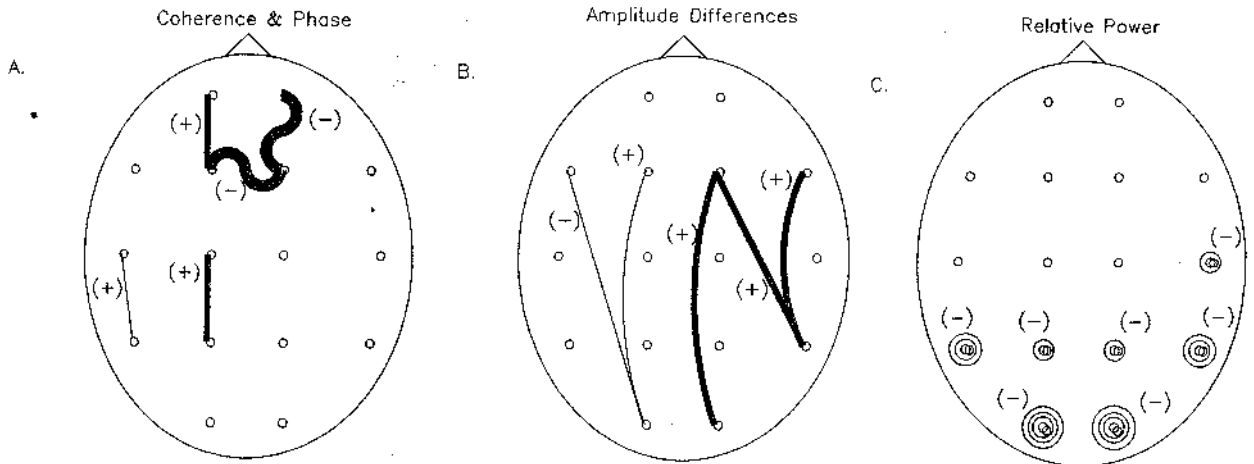 Coherence & Phase
Amplitude Differences
Relative Power
A.
B.
C.
(+)
(-)
(-)
(+)
(+)
(+)
(-)
(+)
(+)
(+)
(-)
(-)
(-)
(-)
(-)
(-)
(-)